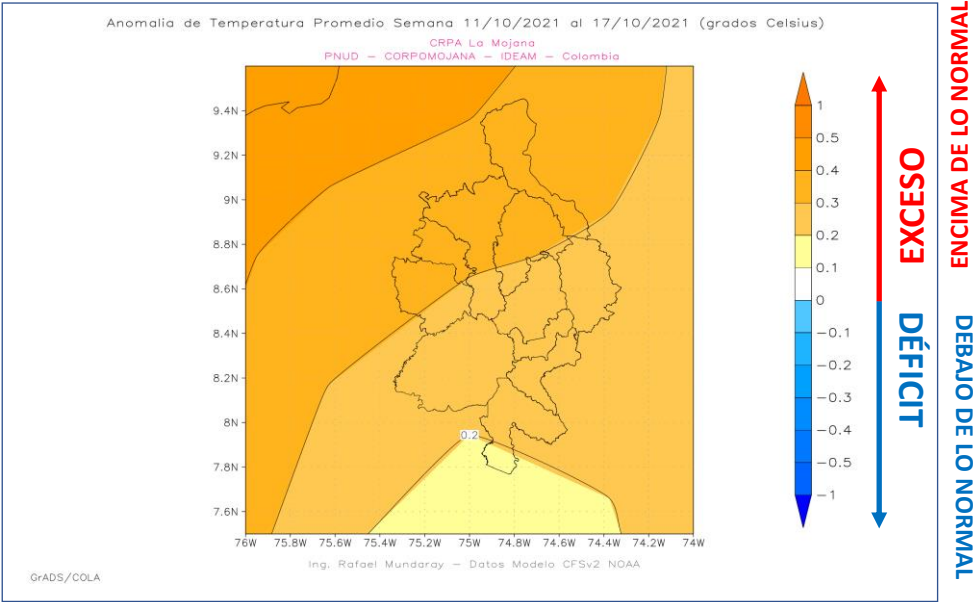 Anomalia de Temperatura Promedio Semana 11/10/2021 al 17/10/2021 (grados Celsius)
CRPA La Mojana
PNUD – CORPOMOJANA – IDEAM – Colombia
9.4N
9.2N
9N
8.8N
8.6N
8.4N
8.2N
8N
7.8N
7.6N
0.2
76W 75.8W 75.6W 75.4W 75.2W 75W 74.8W 74.6W 74.4W 74.2W 74W
Ing. Rafael Mundaray – Datos Modelo CFSv2 NOAA
GrADS/COLA
1
0.5
0.4
0.3
0.2
0.1
0
−0.1
−0.2
−0.3
−0.4
−0.5
−1
EXCESO
DÉFICIT
ENCIMA DE LO NORMAL
DEBAJO DE LO NORMAL